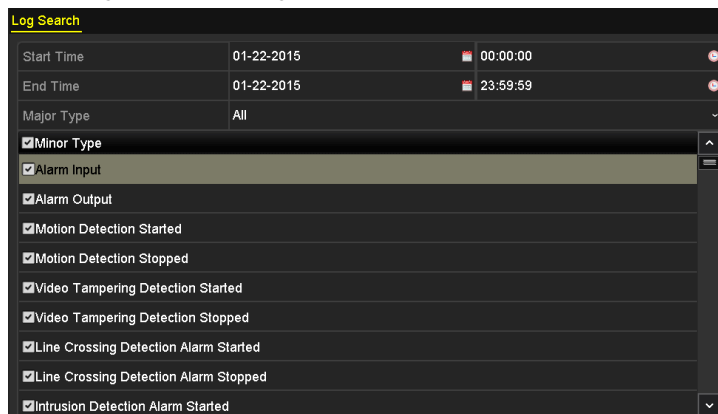 Log Search
Start Time 01-22-2015 00:00:00
End Time 01-22-2015 23:59:59
Major Type All
Minor Type
Alarm Input
Alarm Output
Motion Detection Started
Motion Detection Stopped
Video Tampering Detection Started
Video Tampering Detection Stopped
Line Crossing Detection Alarm Started
Line Crossing Detection Alarm Stopped
Intrusion Detection Alarm Started